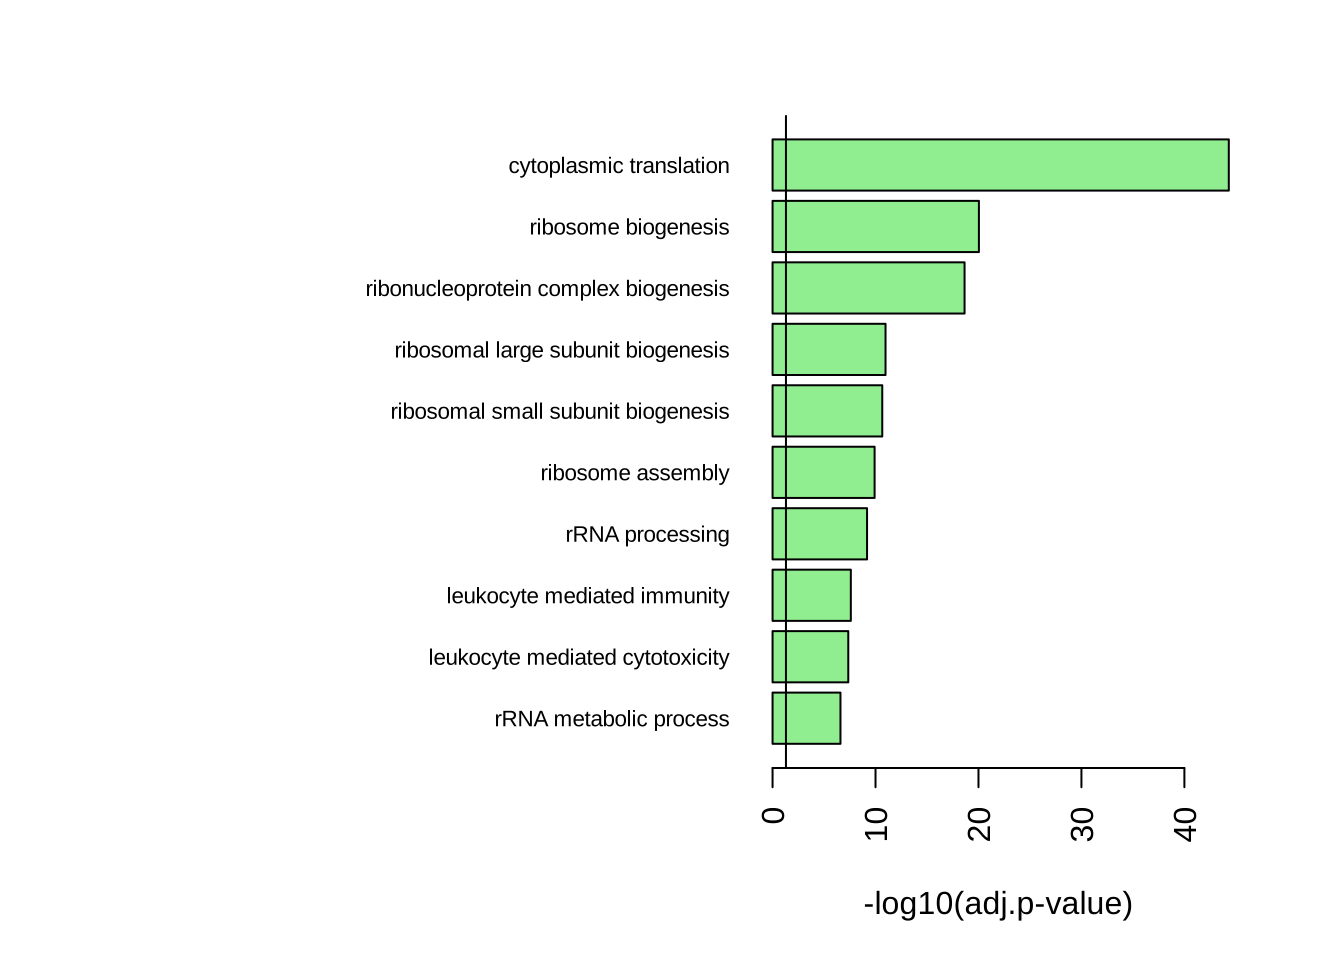 cytoplasmic translation
ribosome biogenesis
ribonucleoprotein complex biogenesis
ribosomal large subunit biogenesis
ribosomal small subunit biogenesis
ribosome assembly
rRNA processing
leukocyte mediated immunity
leukocyte mediated cytotoxicity
rRNA metabolic process
0 10 20 30 40
-log10(adj.p-value)